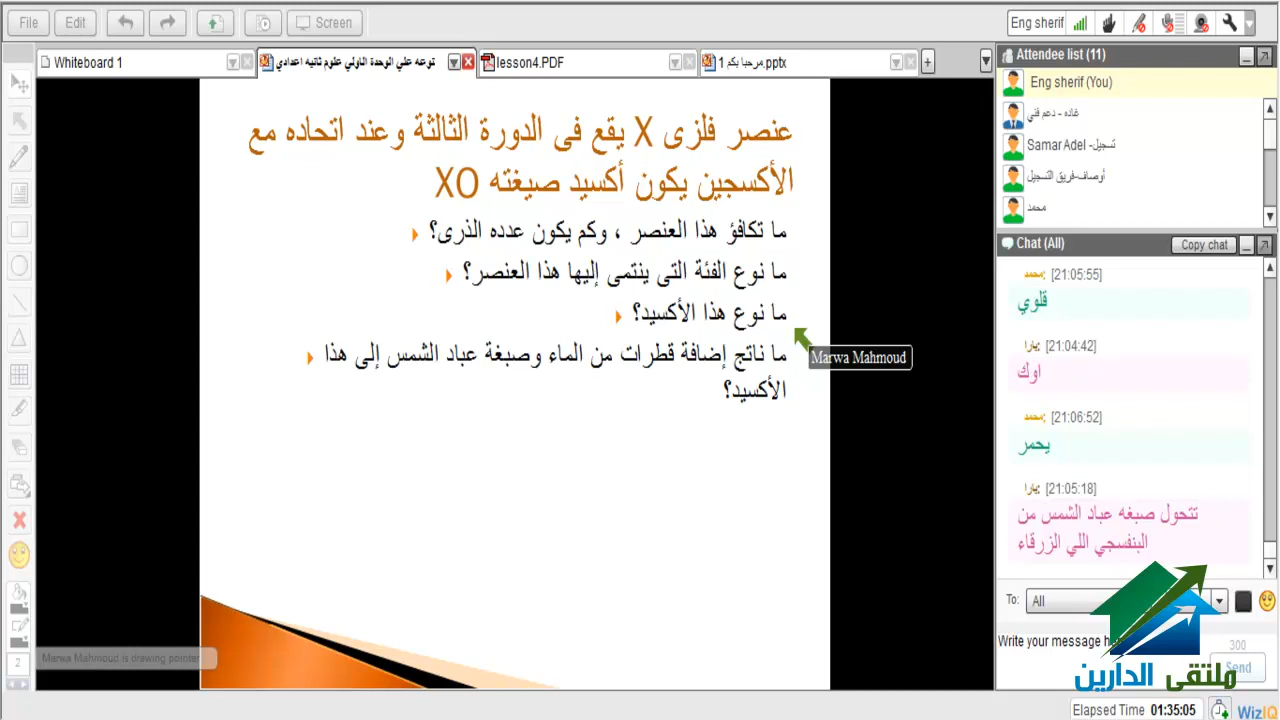 File
Edit
Screen
Eng sherif
Whiteboard 1
نوعه علي الوحدة الاولي علوم ثانيه اعدادي
lesson4.PDF
مرحبا بكم 1.pptx
عنصر فلزى X يقع فى الدورة الثالثة وعند اتحاده مع
الأكسجين يكون أكسيد صيغته XO
ما تكافؤ هذا العنصر ، وكم يكون عدده الذرى؟
ما نوع الفئة التى ينتمى إليها هذا العنصر؟
ما نوع هذا الأكسيد؟
ما ناتج إضافة قطرات من الماء وصبغة عباد الشمس إلى هذا
الأكسيد؟
Marwa Mahmoud
Marwa Mahmoud is drawing pointer
2
Attendee list (11)
Eng sherif (You)
غاده - دعم فني
Samar Adel -تسجيل
أوصاف-فريق التسجيل
محمد
Chat (All)
Copy chat
محمد: [21:05:55]
قلوي
يارا: [21:04:42]
اوك
محمد: [21:06:52]
يحمر
يارا: [21:05:18]
تتحول صبغه عباد الشمس من
البنفسجي اللي الزرقاء
To:
All
Write your message
300
Send
ملتقى الدارين
Elapsed Time 01:35:05
WizIQ